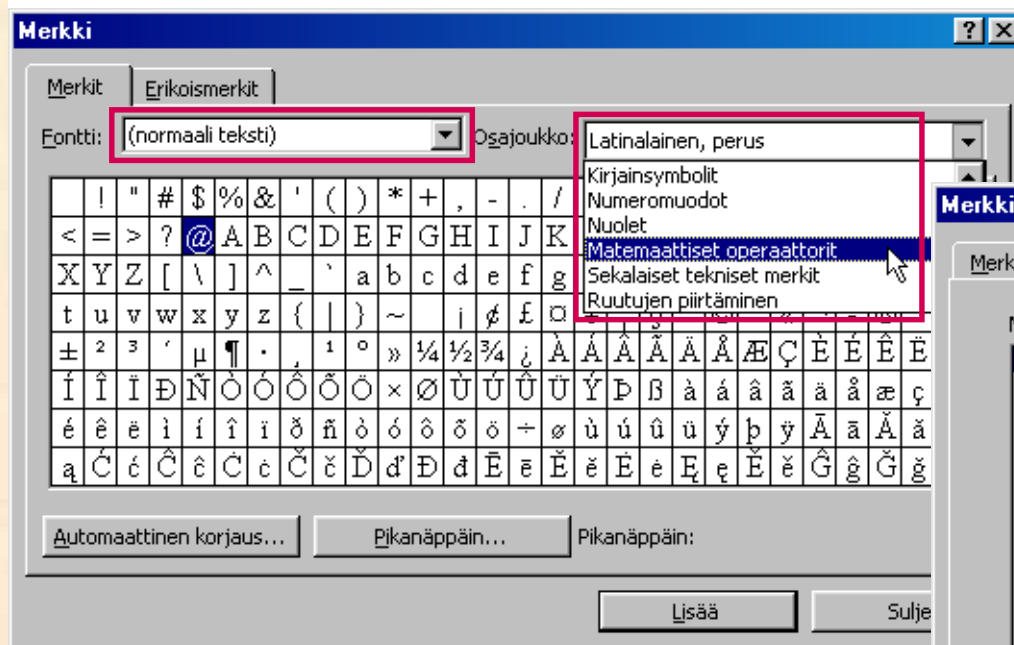 Merkki
Merkit Erikoismerkit
Fontti: (normaali teksti) Osajoukko: Latinalainen, perus
Kirjainsymbolit
Numeromuodot
Nuolet
Matemaattiset operaattorit
Sekalaiset tekniset merkit
Ruutujen piirtäminen
! " # $ % & ' ( ) * + , - . /
< = > ? @ A B C D E F G H I J K
X Y Z [ \ ] ^ _ ` a b c d e f g
t u v w x y z { | } ~ ¡ ¢ £ ¤
± ² ³ ´ µ ¶ · ¸ ¹ º » ¼ ½ ¾ ¿ À Á Â Ã Ä Å Æ Ç È É Ê Ë
Í Î Ï Ð Ñ Ò Ó Ô Õ Ö × Ø Ù Ú Û Ü Ý Þ ß à á â ã ä å æ ç
é ê ë ì í î ï ð ñ ò ó ô õ ö ÷ ø ù ú û ü ý þ ÿ Ā ā Ă ă
ą Ć ć Ĉ ĉ Ċ ċ Č č Ď ď Đ đ Ē ē Ĕ ĕ Ė ė Ę ę Ě ě Ĝ ĝ Ğ ğ
Automaattinen korjaus... Pikanäppäin... Pikanäppäin:
Lisää Sulje
Merkki
Merk